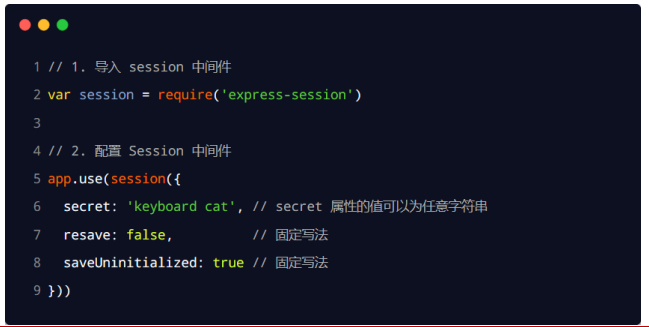 1 // 1. 导入 session 中间件
2 var session = require('express-session')
3
4 // 2. 配置 Session 中间件
5 app.use(session({
6   secret: 'keyboard cat', // secret 属性的值可以为任意字符串
7   resave: false,          // 固定写法
8   saveUninitialized: true // 固定写法
9 }))